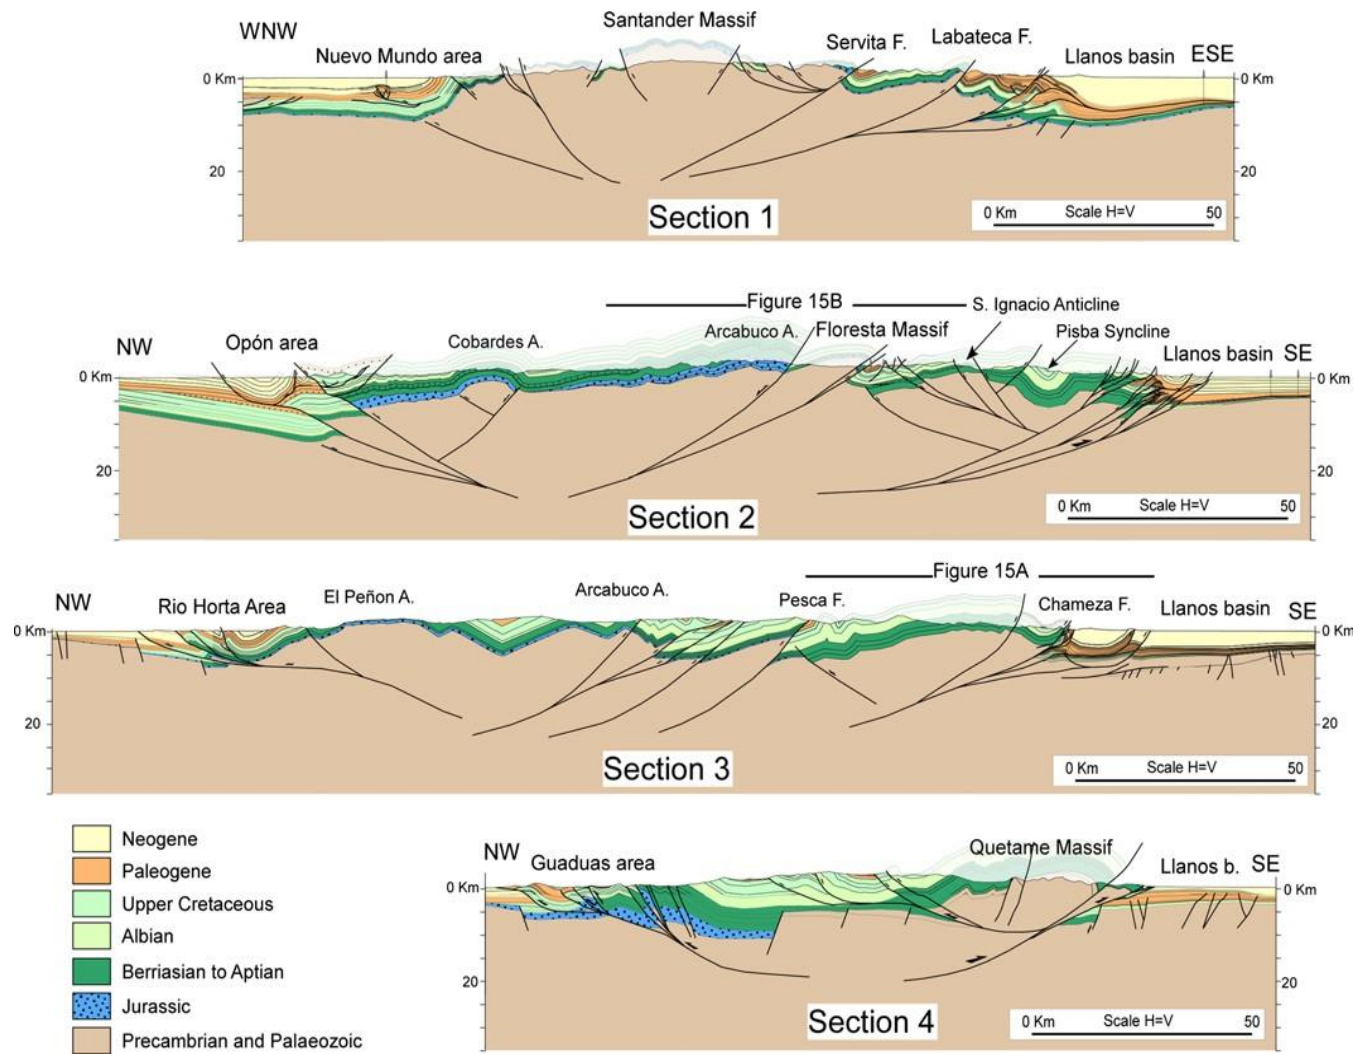 WNW
Santander Massif
Nuevo Mundo area
Servita F.
Labateca F.
Llanos basin
ESE
0 Km
0 Km
20
20
Section 1
0 Km Scale H=V 50
Figure 15B
S. Ignacio Anticline
NW
Opón area
Cobardes A.
Arcabuco A.
Floresta Massif
Pisba Syncline
Llanos basin SE
0 Km
0 Km
20
20
Section 2
0 Km Scale H=V 50
Figure 15A
NW
Rio Horta Area
El Peñon A.
Arcabuco A.
Pesca F.
Chameza F.
Llanos basin
SE
0 Km
0 Km
20
20
Section 3
0 Km Scale H=V 50
Neogene
Paleogene
Upper Cretaceous
Albian
Berriasian to Aptian
Jurassic
Precambrian and Palaeozoic
NW
Guaduas area
Quetame Massif
Llanos b.
SE
0 Km
0 Km
20
20
Section 4
0 Km Scale H=V 50